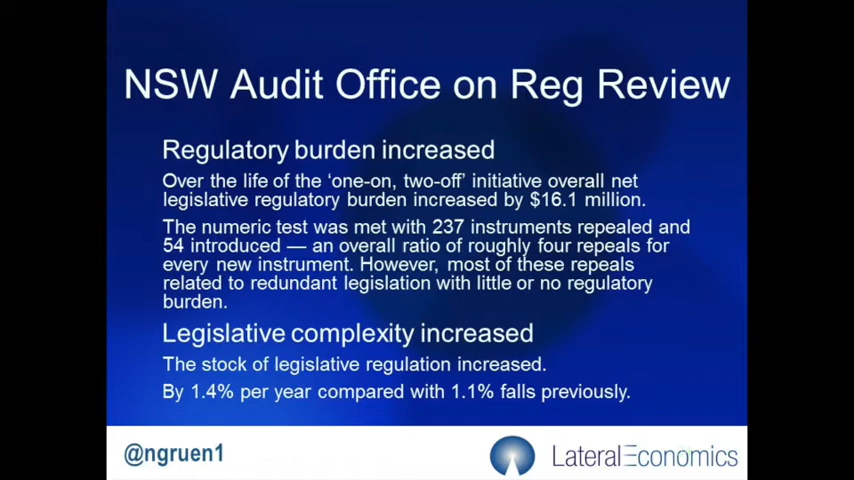 NSW Audit Office on Reg Review
Regulatory burden increased
Over the life of the ‘one-on, two-off’ initiative overall net
legislative regulatory burden increased by $16.1 million.
The numeric test was met with 237 instruments repealed and
54 introduced — an overall ratio of roughly four repeals for
every new instrument. However, most of these repeals
related to redundant legislation with little or no regulatory
burden.
Legislative complexity increased
The stock of legislative regulation increased.
By 1.4% per year compared with 1.1% falls previously.
@ngruen1
LateralEconomics